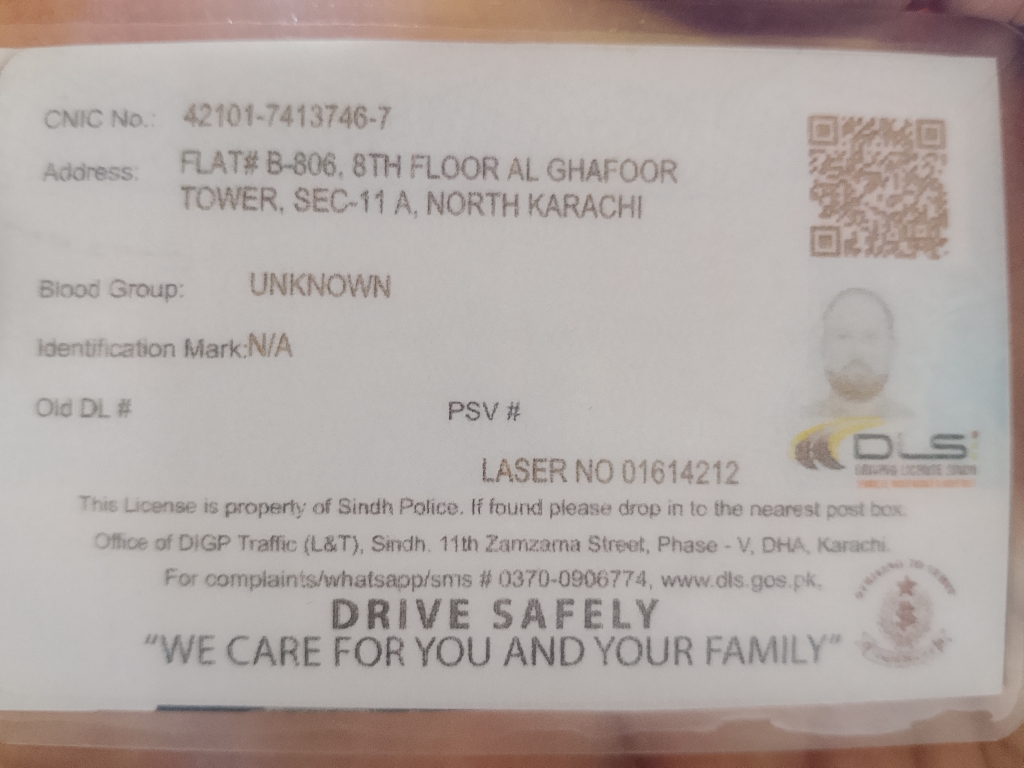 CNIC No.: 42101-7413746-7
Address: FLAT# B-806, 8TH FLOOR AL GHAFOOR
TOWER, SEC-11 A, NORTH KARACHI
Blood Group: UNKNOWN
Identification Mark: N/A
Old DL # PSV #
DLS
DRIVING LICENSE SINDH
LASER NO 01614212
This License is property of Sindh Police. If found please drop in to the nearest post box.
Office of DIGP Traffic (L&T), Sindh. 11th Zamzama Street, Phase - V, DHA, Karachi.
For complaints/whatsapp/sms # 0370-0906774, www.dls.gos.pk,
DRIVE SAFELY
“WE CARE FOR YOU AND YOUR FAMILY”